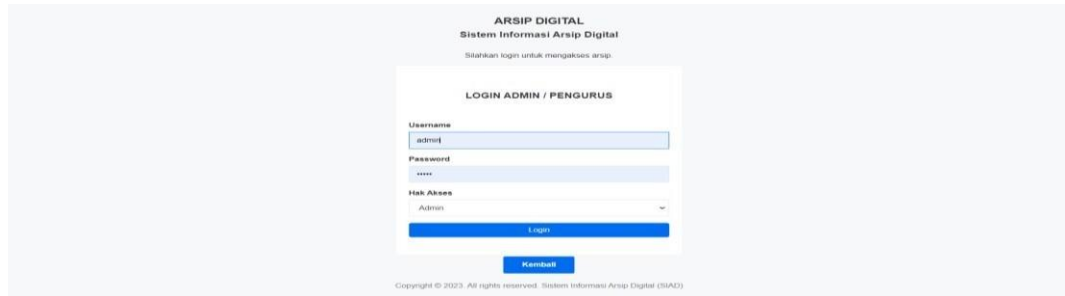 ARSIP DIGITAL
Sistem Informasi Arsip Digital
Silahkan login untuk mengakses arsip.
LOGIN ADMIN / PENGURUS
Username
admin
Password
•••••
Hak Akses
Admin
Login
Kembali
Copyright © 2023. All rights reserved. Sistem Informasi Arsip Digital (SIAD)